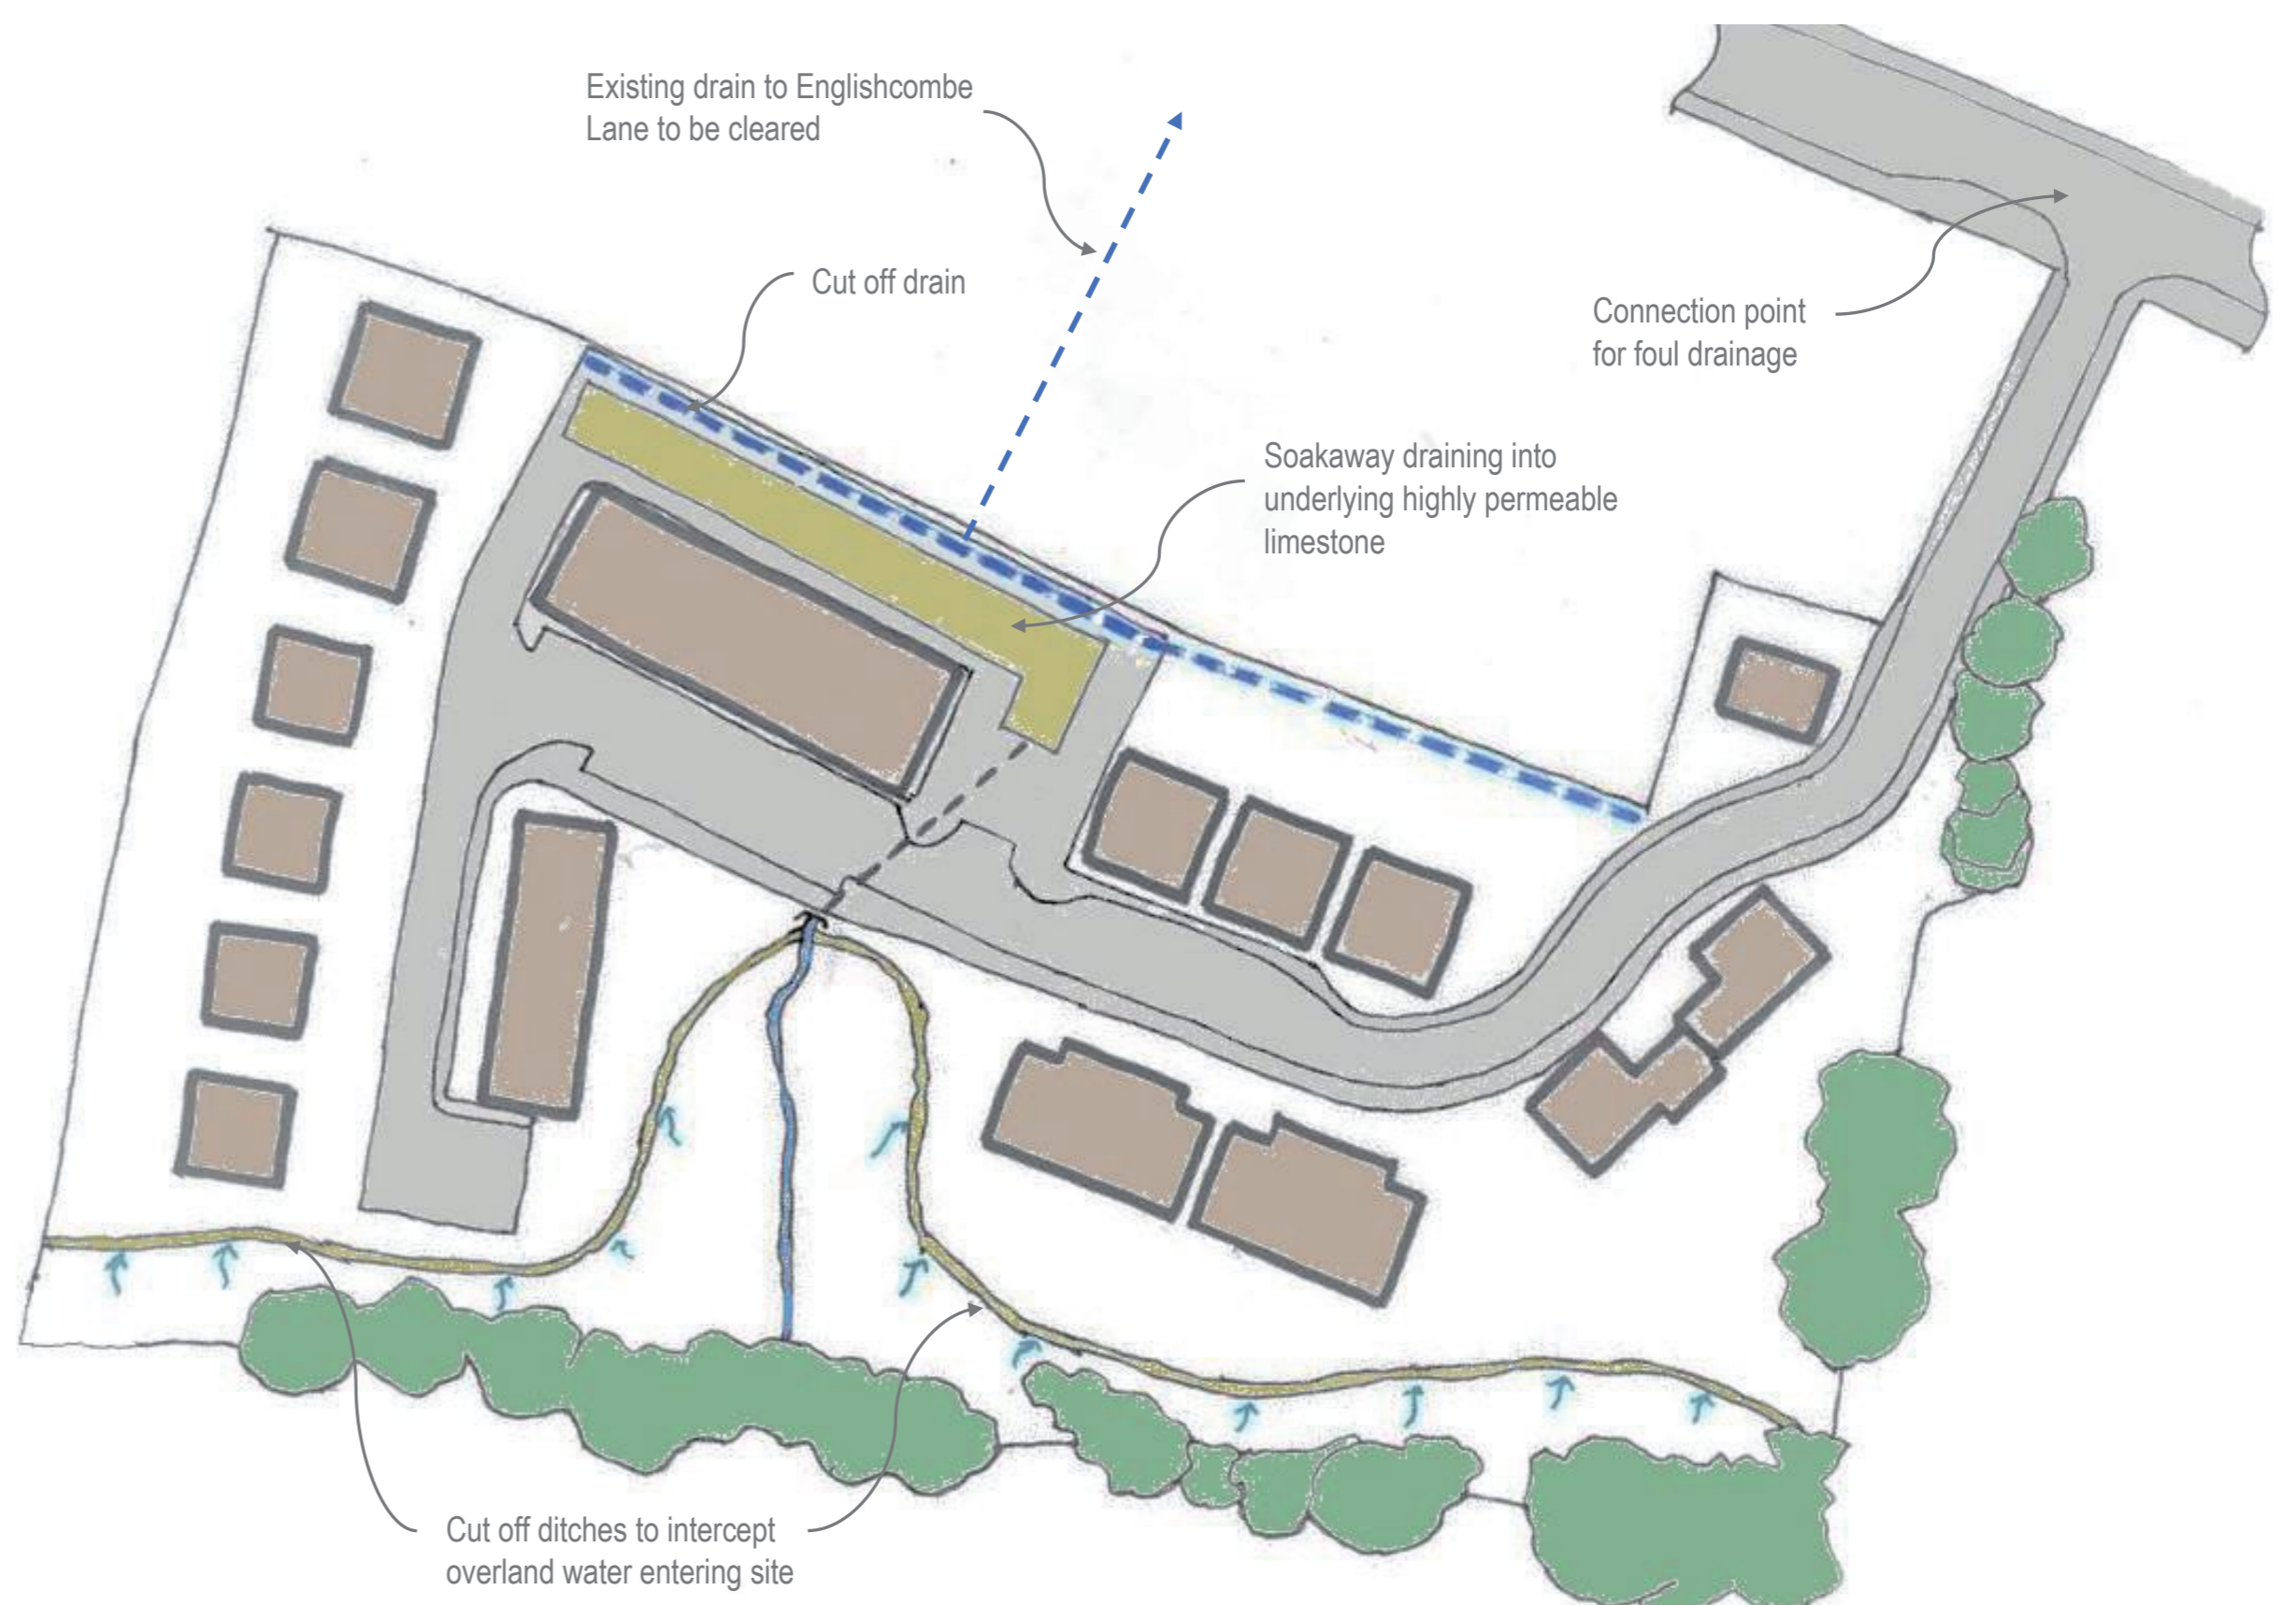 Existing drain to Englishcombe
Lane to be cleared
Cut off drain
Connection point
for foul drainage
Soakaway draining into
underlying highly permeable
limestone
Cut off ditches to intercept
overland water entering site